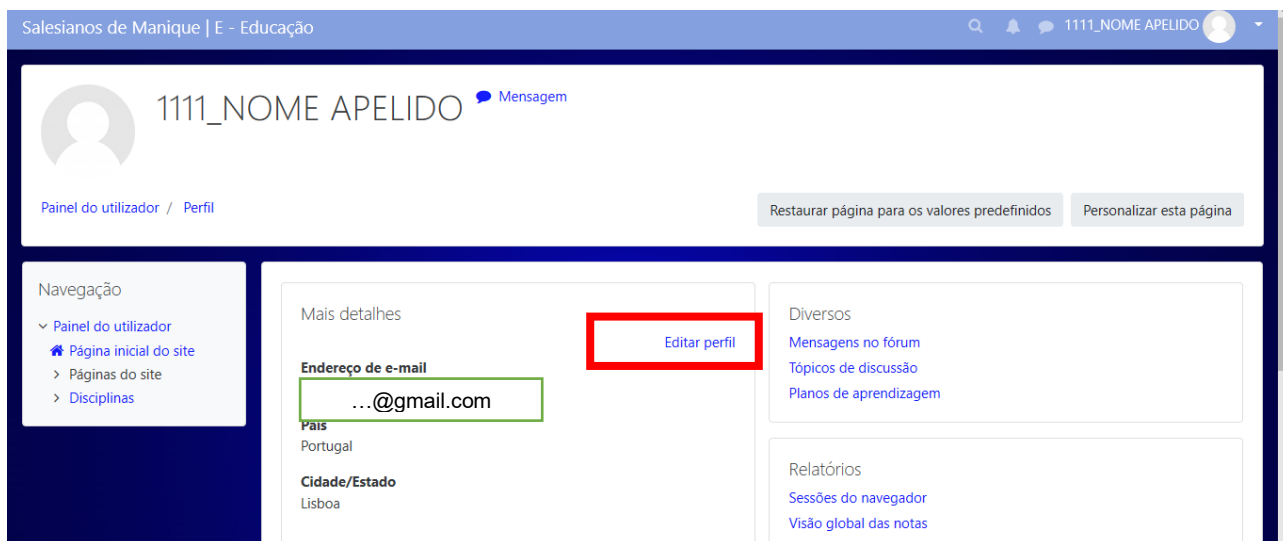 Salesianos de Manique | E - Educação
1111_NOME APELIDO
1111_NOME APELIDO
Mensagem
Painel do utilizador / Perfil
Restaurar página para os valores predefinidos
Personalizar esta página
Navegação
Painel do utilizador
Página inicial do site
Páginas do site
Disciplinas
Mais detalhes
Editar perfil
Endereço de e-mail
...@gmail.com
País
Portugal
Cidade/Estado
Lisboa
Diversos
Mensagens no fórum
Tópicos de discussão
Planos de aprendizagem
Relatórios
Sessões do navegador
Visão global das notas